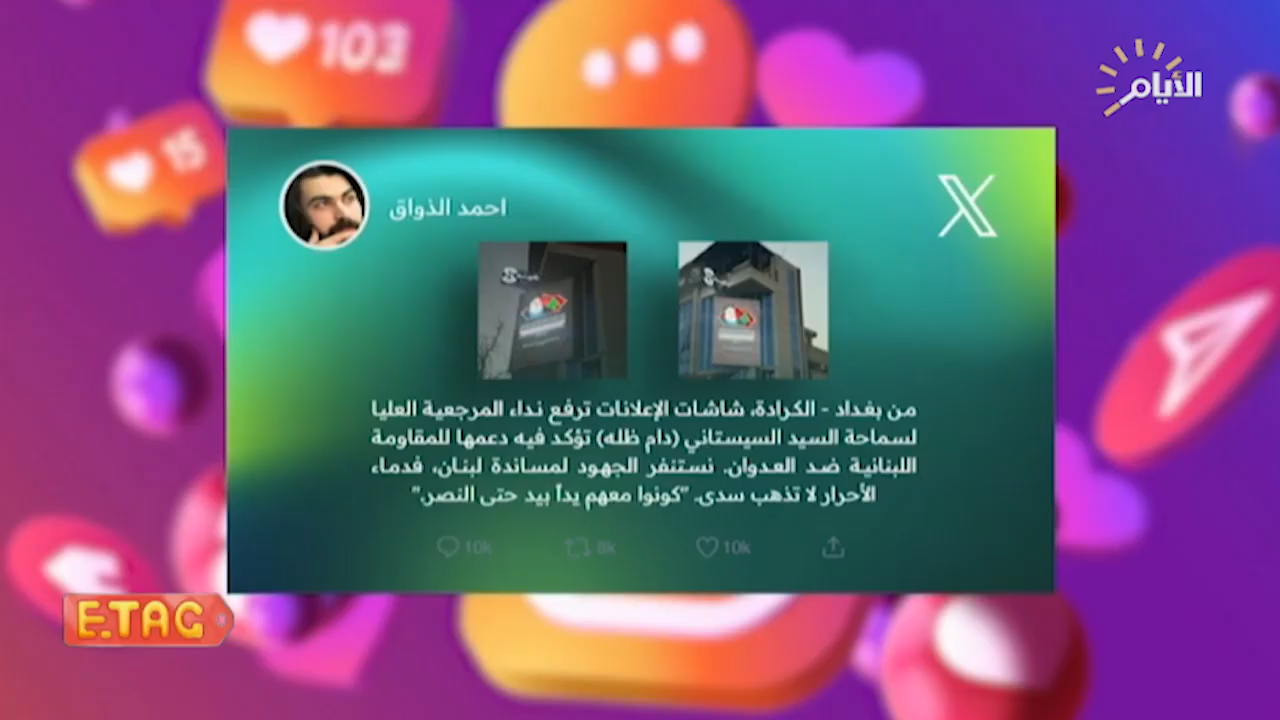 103
15
الأيام
احمد الذواق
من بغداد - الكرادة، شاشات الإعلانات ترفع نداء المرجعية العليا
لسماحة السيد السيستاني (دام ظله) تؤكد فيه دعمها للمقاومة
اللبنانية ضد العدوان. نستنفر الجهود لمساندة لبنان، فدماء
الأحرار لا تذهب سدى. "كونوا معهم يداً بيد حتى النصر."
10k 8k 10k
E.TAG